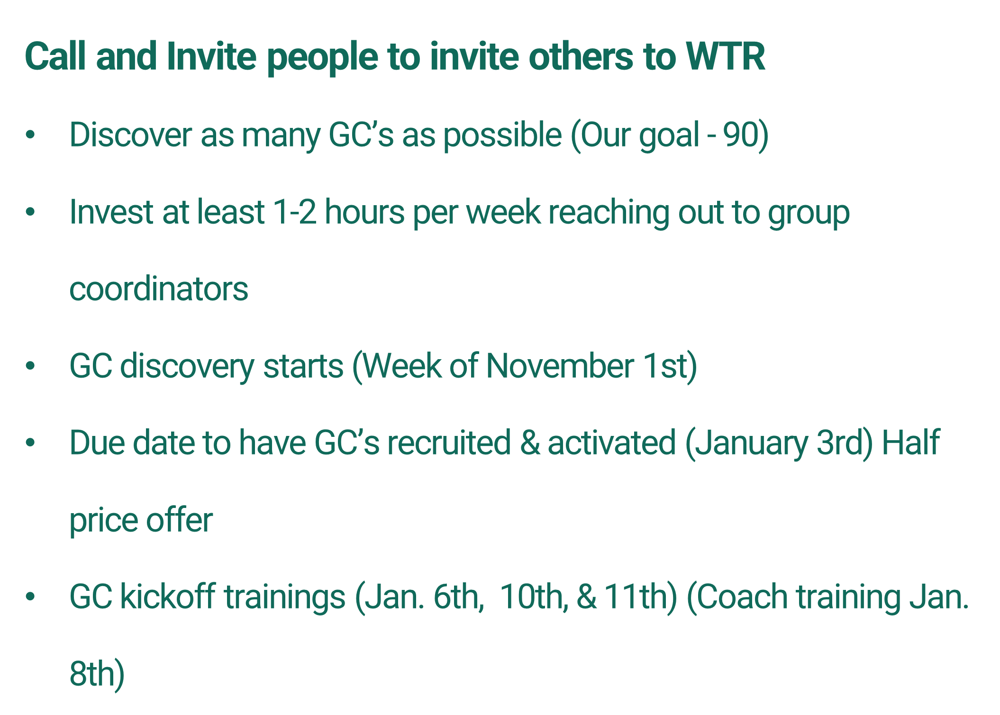 Call and Invite people to invite others to WTR
• Discover as many GC’s as possible (Our goal - 90)
• Invest at least 1-2 hours per week reaching out to group
coordinators
• GC discovery starts (Week of November 1st)
• Due date to have GC’s recruited & activated (January 3rd) Half
price offer
• GC kickoff trainings (Jan. 6th,  10th, & 11th) (Coach training Jan.
8th)